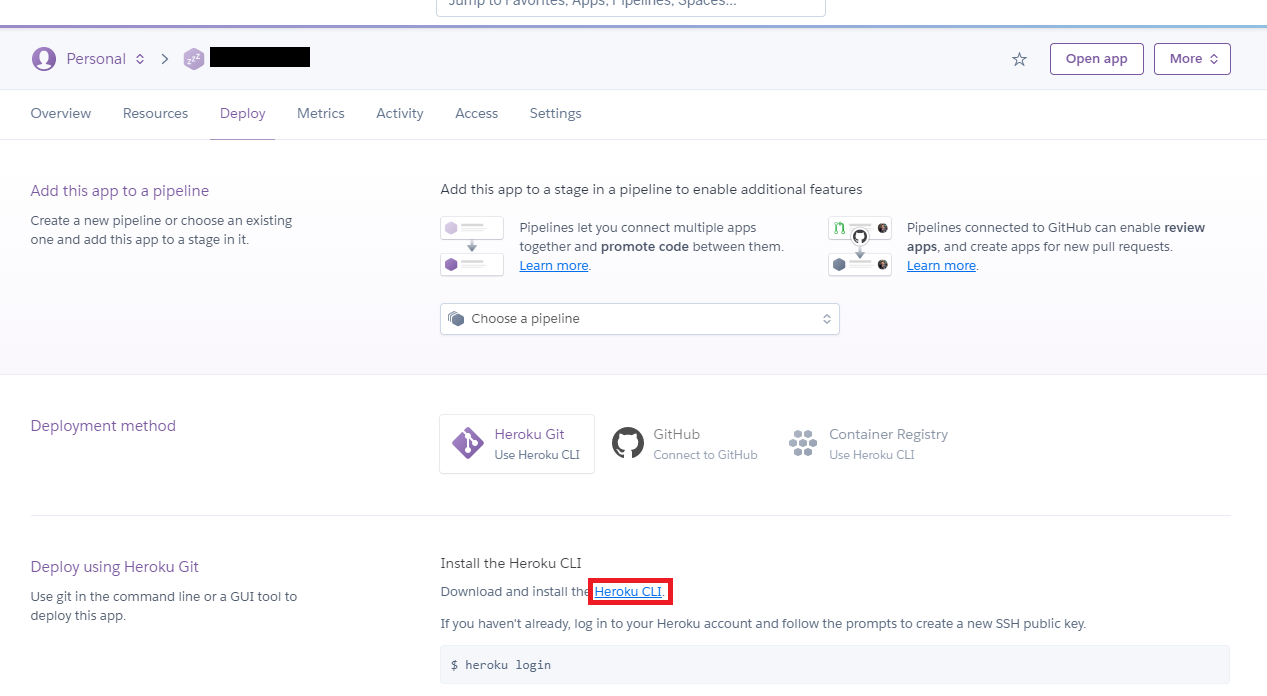 Jump to Favorites, Apps, Pipelines, Spaces...
Personal
Open app
More
Overview Resources Deploy Metrics Activity Access Settings
Add this app to a pipeline
Create a new pipeline or choose an existing
one and add this app to a stage in it.
Add this app to a stage in a pipeline to enable additional features
Pipelines let you connect multiple apps
together and promote code between them.
Learn more.
Pipelines connected to GitHub can enable review
apps, and create apps for new pull requests.
Learn more.
Choose a pipeline
Deployment method
Heroku Git
Use Heroku CLI
GitHub
Connect to GitHub
Container Registry
Use Heroku CLI
Deploy using Heroku Git
Use git in the command line or a GUI tool to
deploy this app.
Install the Heroku CLI
Download and install the Heroku CLI.
If you haven't already, log in to your Heroku account and follow the prompts to create a new SSH public key.
$ heroku login